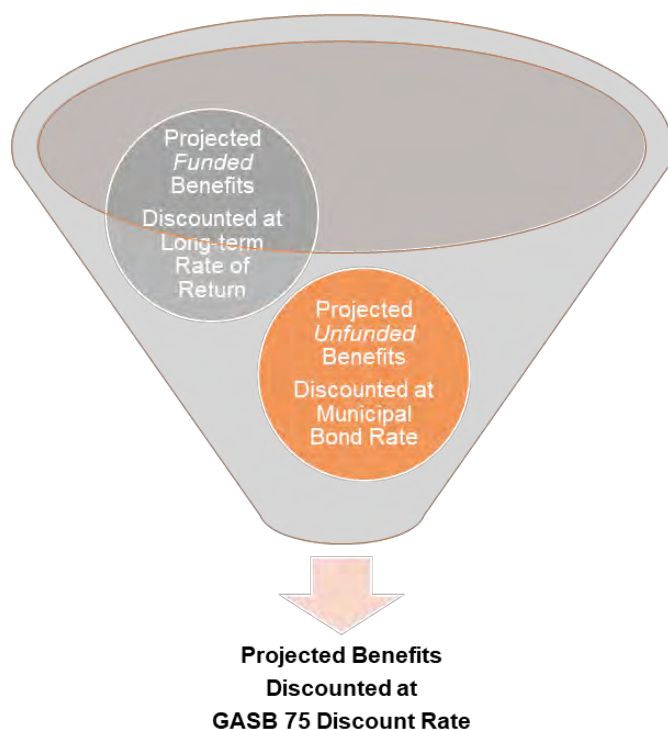 Projected
Funded
Benefits
Discounted at
Long-term
Rate of
Return
Projected
Unfunded
Benefits
Discounted at
Municipal
Bond Rate
Projected Benefits
Discounted at
GASB 75 Discount Rate